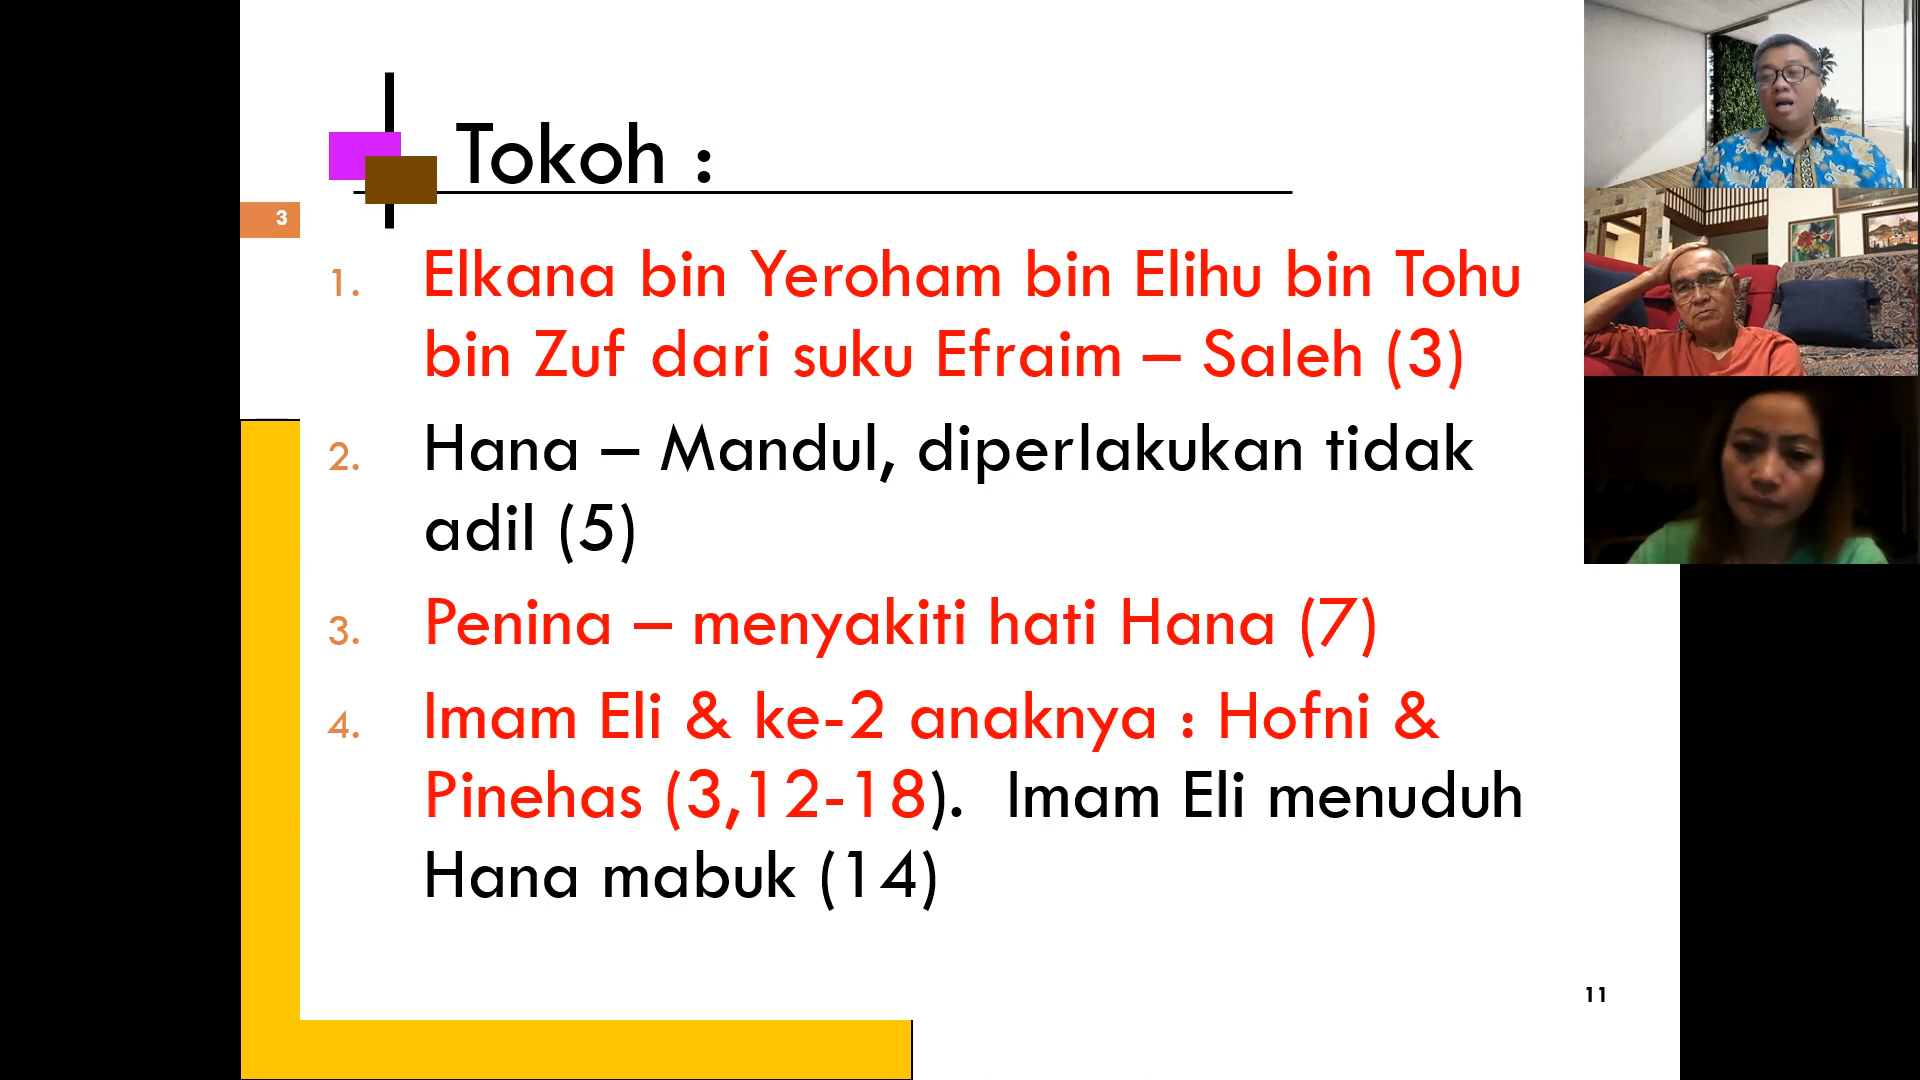 Tokoh :
3
1. Elkana bin Yeroham bin Elihu bin Tohu
bin Zuf dari suku Efraim – Saleh (3)
2. Hana – Mandul, diperlakukan tidak
adil (5)
3. Penina – menyakiti hati Hana (7)
4. Imam Eli & ke-2 anaknya : Hofni &
Pinehas (3,12-18). Imam Eli menuduh
Hana mabuk (14)
11